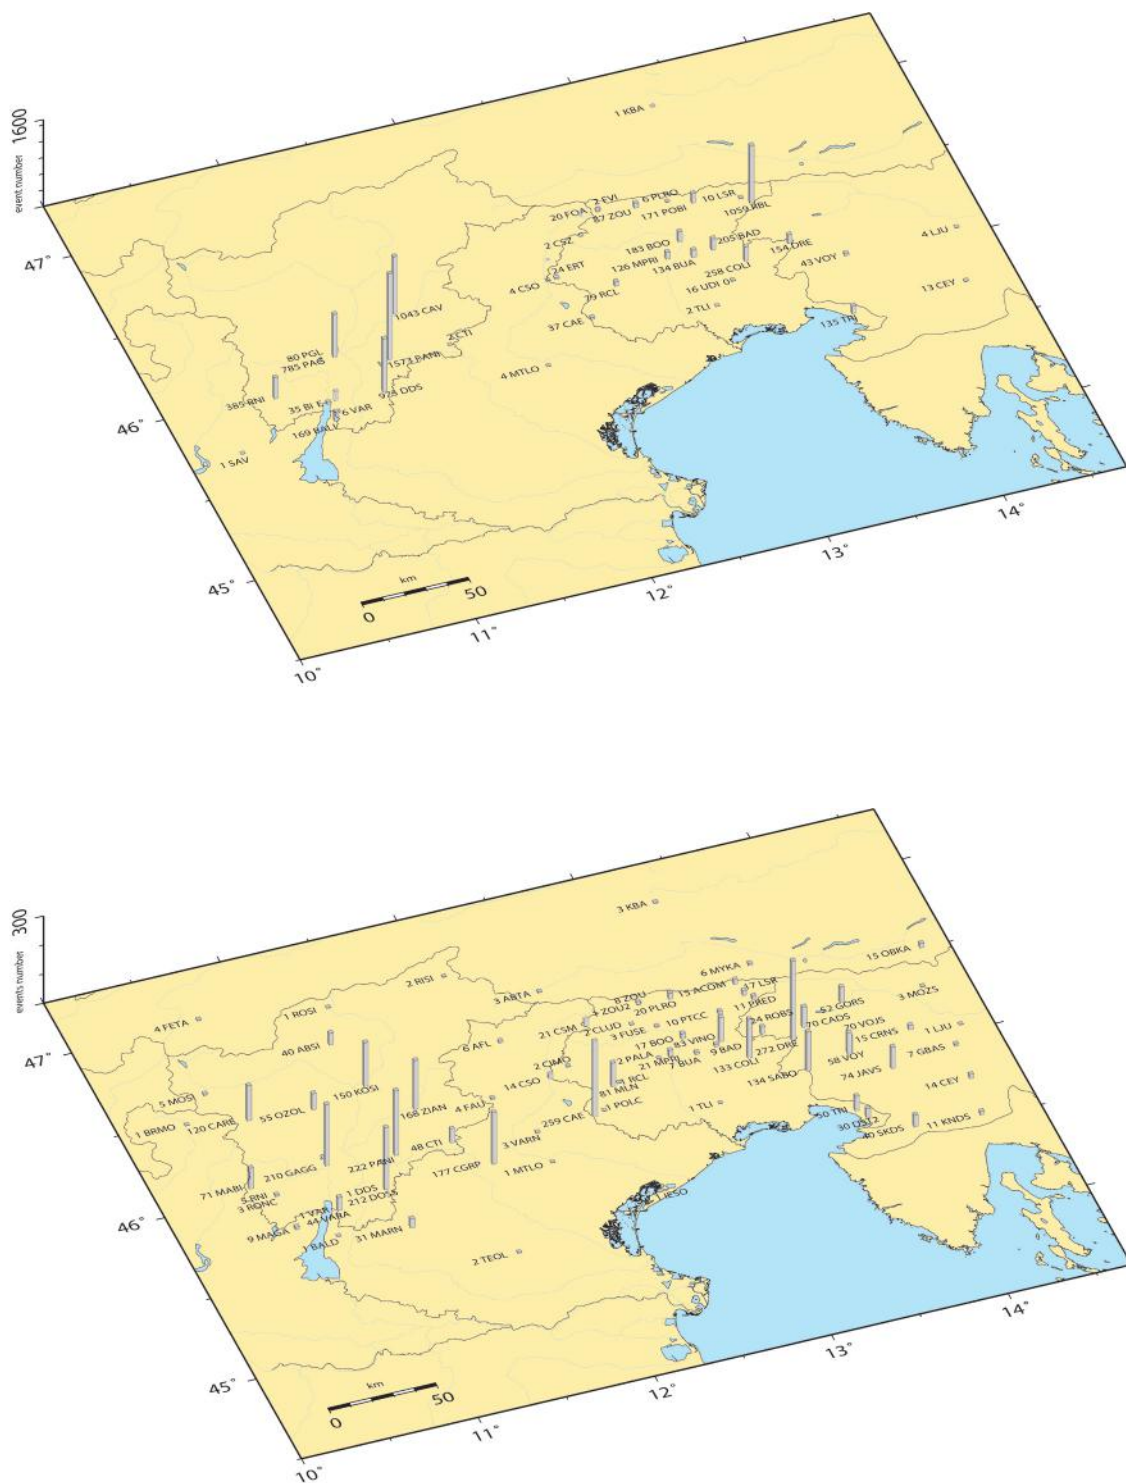 1600
event number
1 KBA
20 FOA
2 EVI
87 ZOU
6 PLRO
171 POBI
10 LSR
1059 RBL
2 CSZ
183 BOO
205 BAD
154 DRE
4 LJU
24 ERT
126 MPRI
134 BUA
258 COLI
43 VOY
4 CSO
79 RCL
16 UDI
13 CEY
1043 CAV
37 CAE
2 TLI
135 TRI
2 CTI
80 PGL
785 PAG
1573 PANI
4 MTLO
385 RNI
923 DDS
6 VAR
169 BALD
1 SAV
47°
46°
45°
km
0
50
10°
11°
12°
13°
14°
300
events number
3 KBA
2 RISI
3 ABTA
6 MYKA
15 OBKA
4 FETA
1 ROSI
8 ZOU
15 ACOM
17 LSR
3 MOZS
ZOU2
20 PLRO
11 PRED
52 GORS
21 CSM
2 CLUD
10 PTCC
24 ROBS
70 CADS
70 VOJS
40 ABSI
6 AFL
3 FUSE
17 BOO
83 VINO
272 DRE
15 CRNS
1 LJU
2 CIMO
2 PALA
9 BAD
58 VOY
7 GBAS
150 KOSI
14 CSO
21 MPRI
7 BUA
133 COLI
74 JAVS
5 MOSI
55 OZOL
168 ZIAN
4 FAU
1 RCL
81 MLN
134 SABO
14 CEY
1 BRMO
120 CARE
259 CAE
1 POLC
1 TLI
50 TRI
30 DST2
11 KNDS
48 CTI
3 VARN
40 SKDS
210 GAGG
222 PANI
177 CGRP
1 MTLO
71 MABI
5 RNI
3 RONC
1 DDS
212 DOSS
1 VAR
44 VARA
1 JESO
9 MAGA
1 BALD
31 MARN
2 TEOL
47°
46°
45°
km
0
50
10°
11°
12°
13°
14°